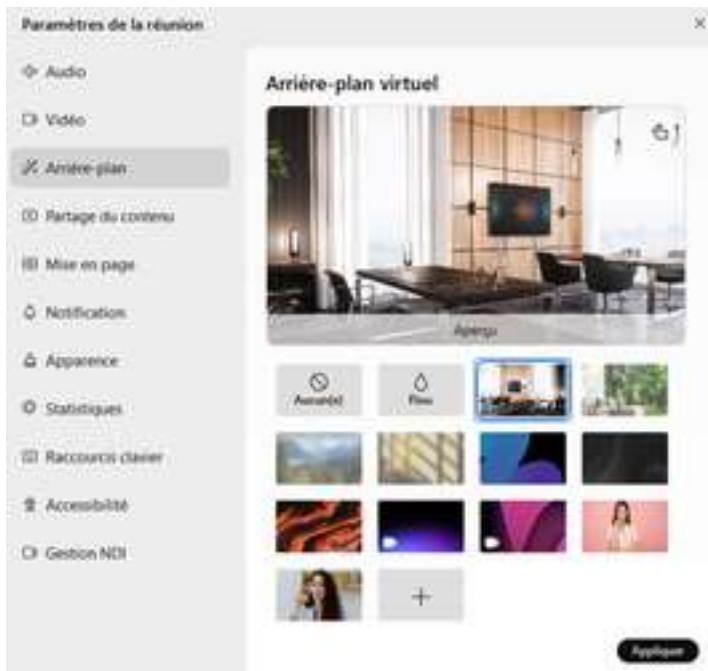 Paramètres de la réunion
Audio
Vidéo
Arrière-plan
Partage du contenu
Mise en page
Notification
Apparence
Statistiques
Raccourcis clavier
Accessibilité
Gestion NDI
Arrière-plan virtuel
Aperçu
Aucun(e)
Flou
Appliquer